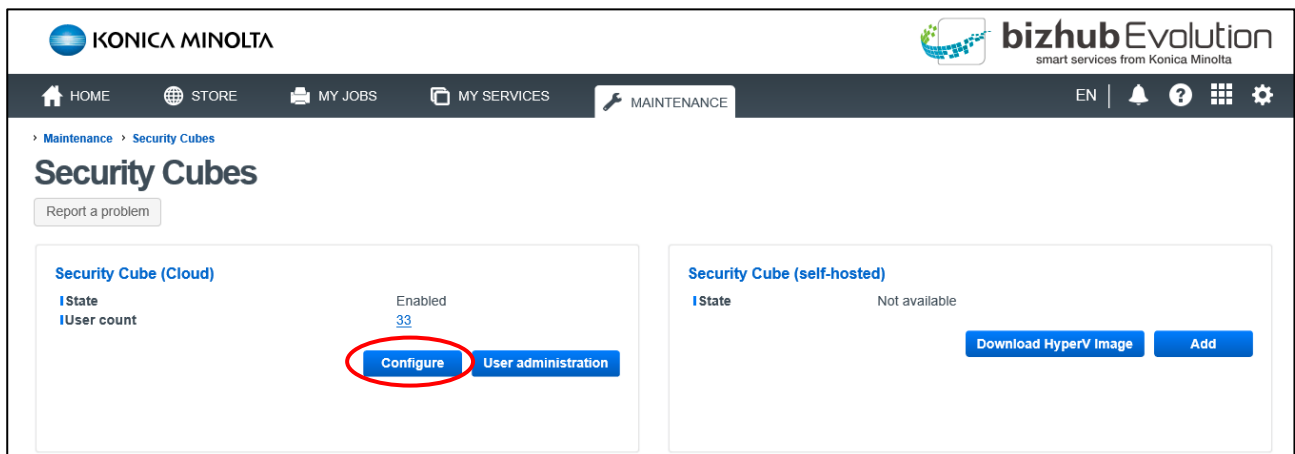 KONICA MINOLTA
bizhub Evolution
smart services from Konica Minolta
HOME STORE MY JOBS MY SERVICES MAINTENANCE EN
› Maintenance › Security Cubes
Security Cubes
Report a problem
Security Cube (Cloud)
State Enabled
User count 33
Configure User administration
Security Cube (self-hosted)
State Not available
Download HyperV Image Add